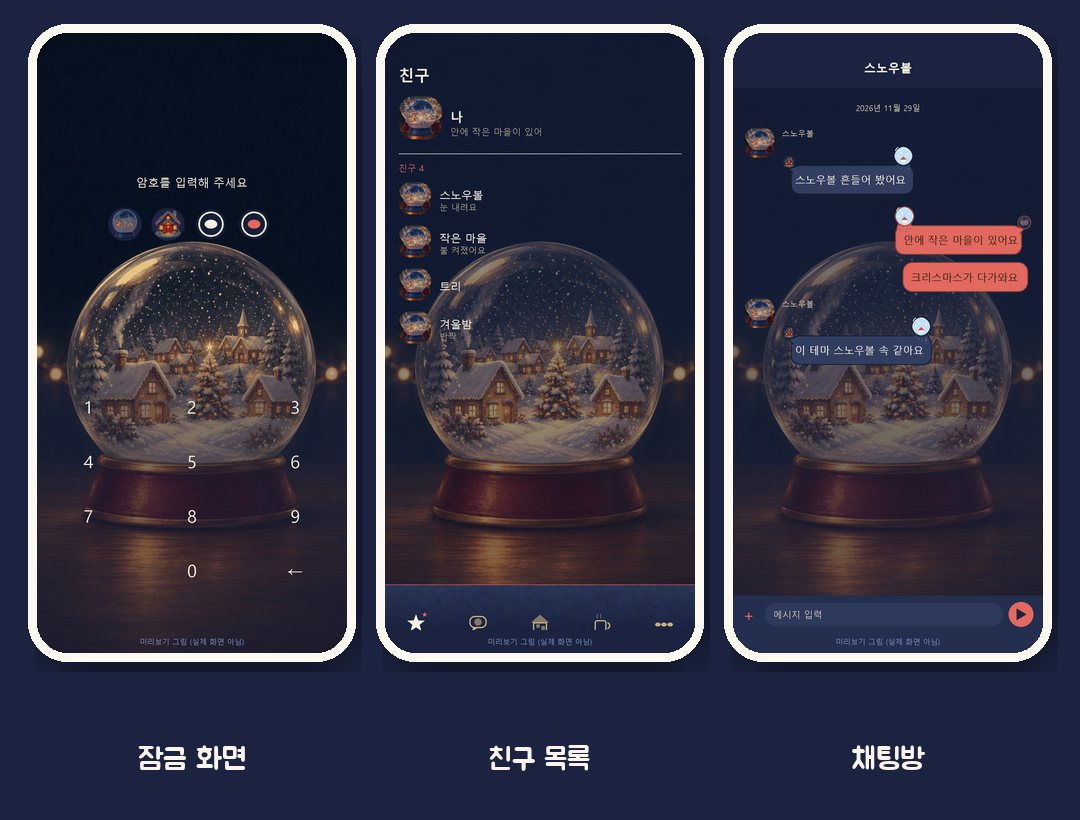 암호를 입력해 주세요
1 2 3
4 5 6
7 8 9
0 ←
미리보기 그림 (실제 화면 아님)
잠금 화면
친구
나
안에 작은 마을이 있어
친구 4
스노우볼
눈 내려요
작은 마을
불 켜졌어요
트리
겨울밤
반짝
미리보기 그림 (실제 화면 아님)
친구 목록
스노우볼
2026년 11월 29일
스노우볼
스노우볼 흔들어 봤어요
안에 작은 마을이 있어요
크리스마스가 다가와요
스노우볼
이 테마 스노우볼 속 같아요
+ 메시지 입력
미리보기 그림 (실제 화면 아님)
채팅방